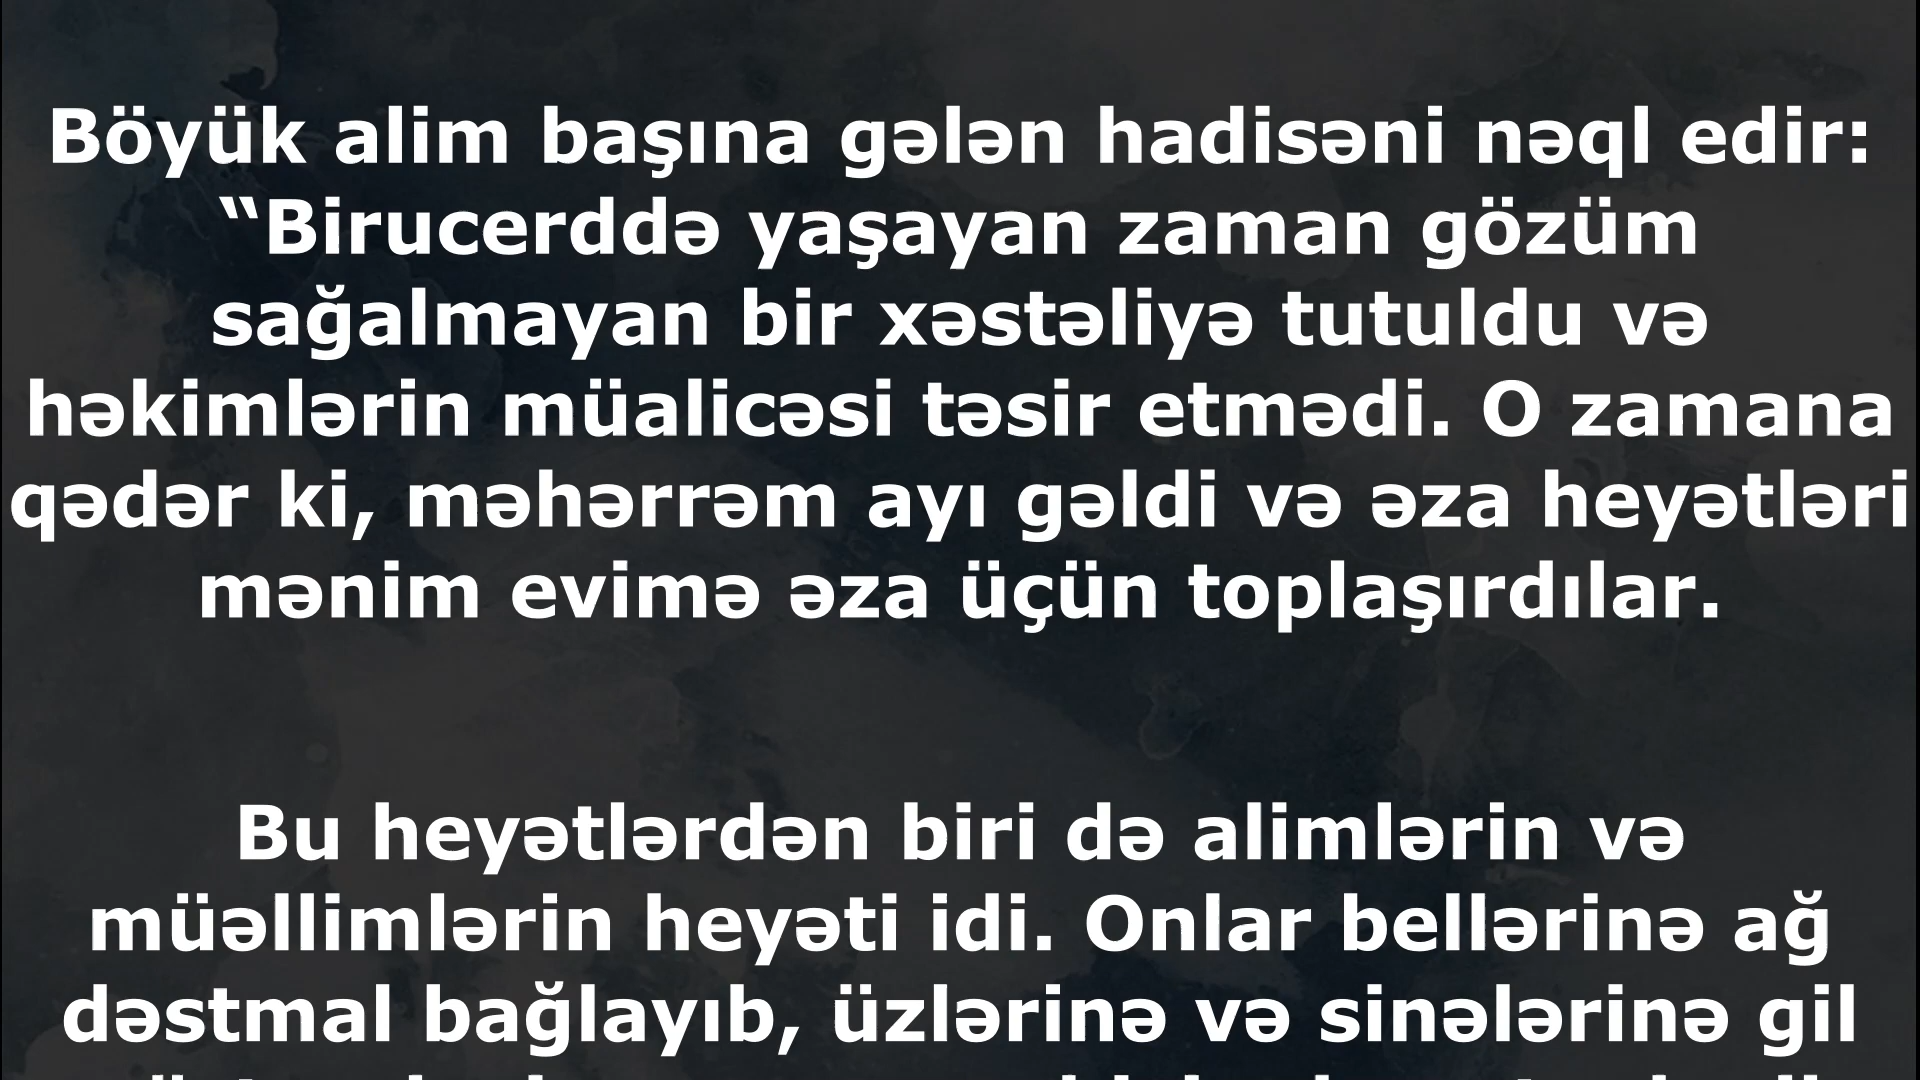 Böyük alim başına gələn hadisəni nəql edir:
“Birucerddə yaşayan zaman gözüm
sağalmayan bir xəstəliyə tutuldu və
həkimlərin müalicəsi təsir etmədi. O zamana
qədər ki, məhərrəm ayı gəldi və əza heyətləri
mənim evimə əza üçün toplaşırdılar.
Bu heyətlərdən biri də alimlərin və
müəllimlərin heyəti idi. Onlar bellərinə ağ
dəstmal bağlayıb, üzlərinə və sinələrinə gil